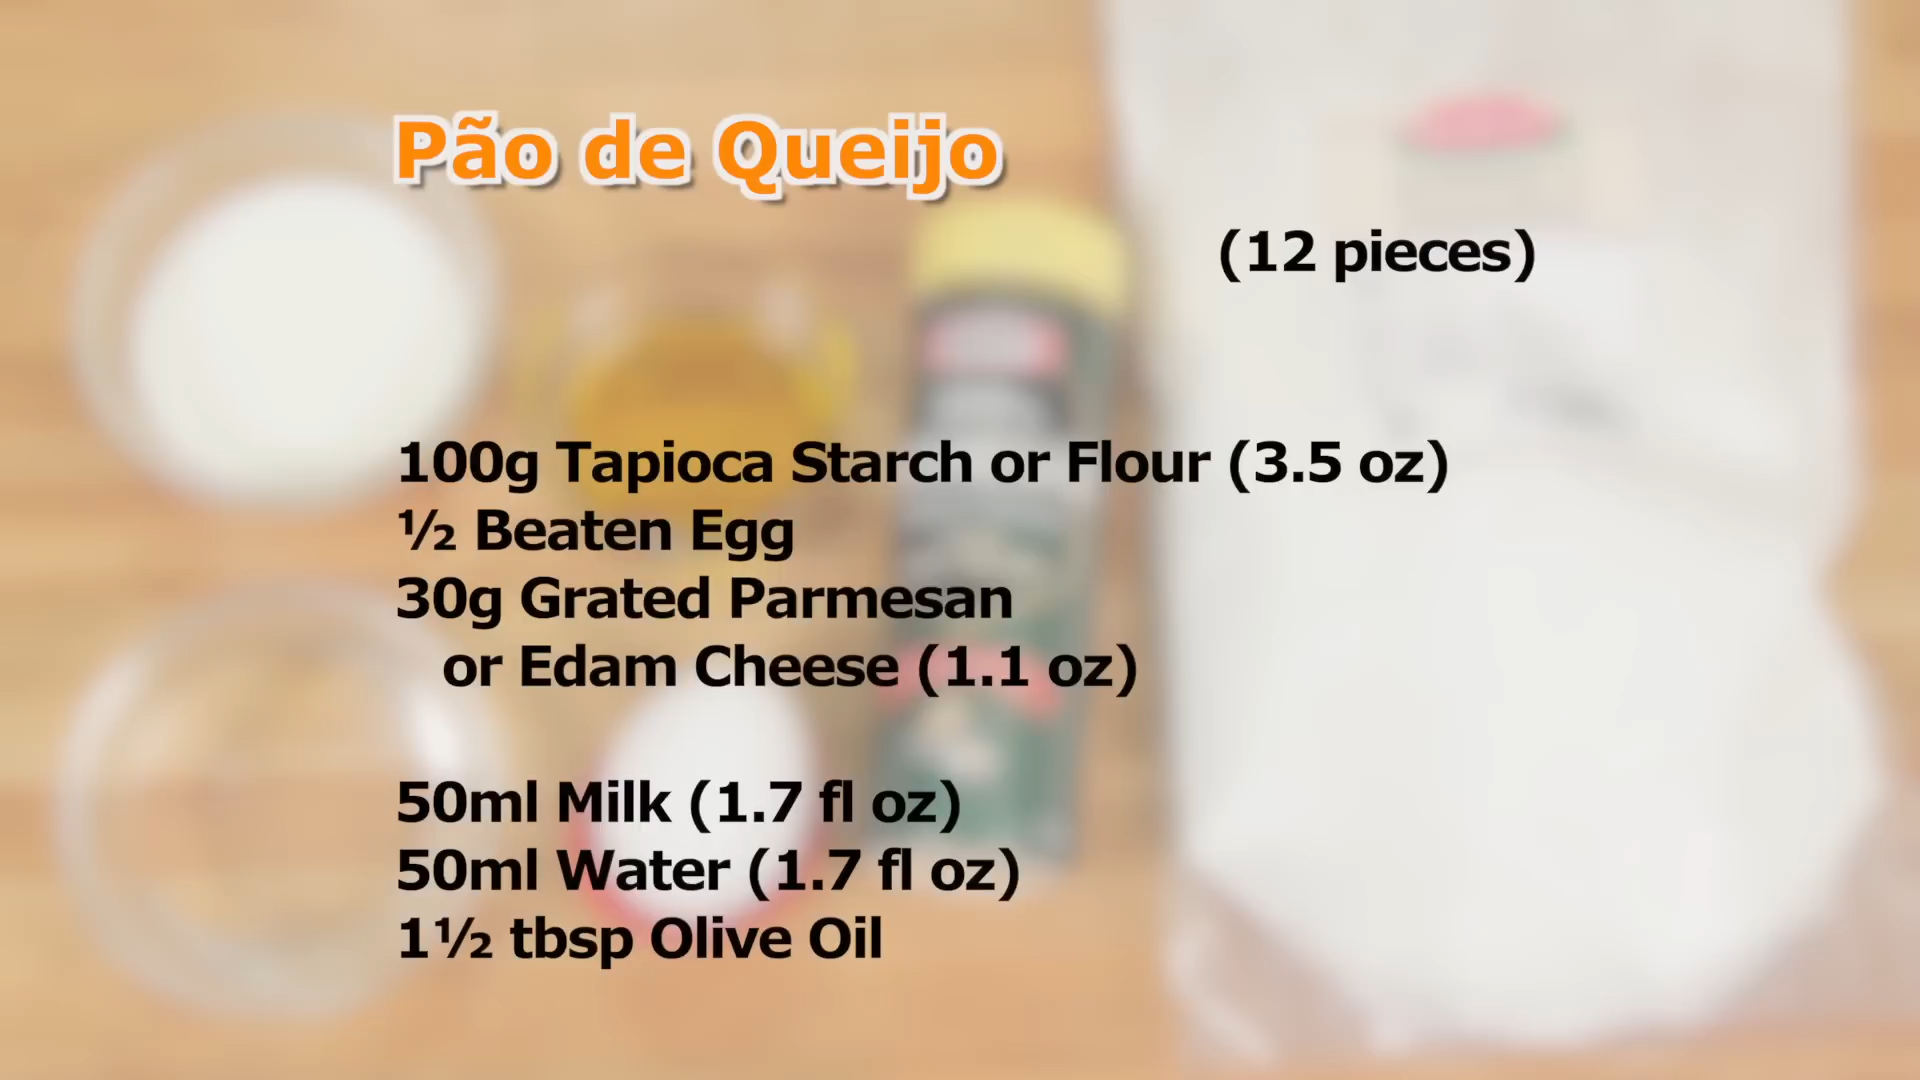 Pão de Queijo
(12 pieces)
100g Tapioca Starch or Flour (3.5 oz)
½ Beaten Egg
30g Grated Parmesan
or Edam Cheese (1.1 oz)
50ml Milk (1.7 fl oz)
50ml Water (1.7 fl oz)
1½ tbsp Olive Oil